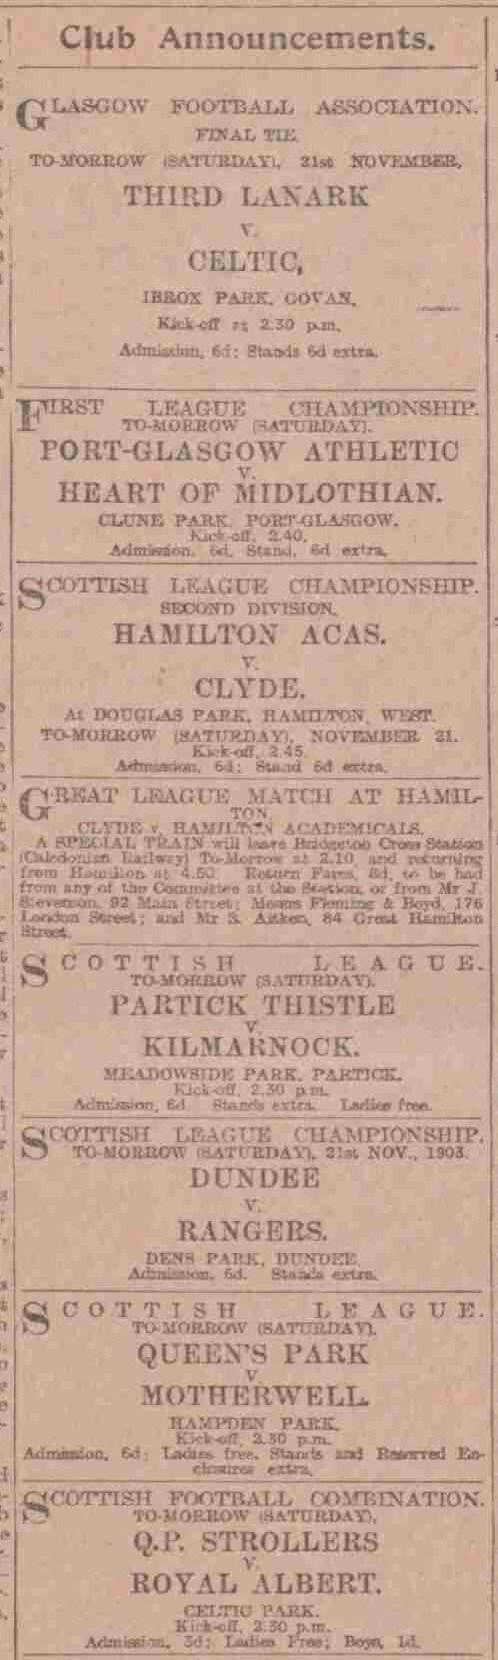 Club Announcements.
GLASGOW FOOTBALL ASSOCIATION.
FINAL TIE.
TO-MORROW (SATURDAY), 21st NOVEMBER,
THIRD LANARK
v.
CELTIC,
IBROX PARK, GOVAN.
Kick-off at 2.30 p.m.
Admission, 6d; Stands 6d extra.
FIRST LEAGUE CHAMPIONSHIP.
TO-MORROW (SATURDAY).
PORT-GLASGOW ATHLETIC
v.
HEART OF MIDLOTHIAN.
CLUNE PARK, PORT-GLASGOW.
Kick-off, 2.40.
Admission, 6d. Stand, 6d extra.
SCOTTISH LEAGUE CHAMPIONSHIP.
SECOND DIVISION.
HAMILTON ACAS.
v.
CLYDE.
At DOUGLAS PARK, HAMILTON, WEST.
TO-MORROW (SATURDAY), NOVEMBER 21.
Kick-off, 2.45.
Admission, 6d; Stand 6d extra.
GREAT LEAGUE MATCH AT HAMIL-
TON.
CLYDE v. HAMILTON ACADEMICALS.
A SPECIAL TRAIN will leave Bridgeton Cross Station
(Caledonian Railway) To-Morrow at 2.10, and returning
from Hamilton at 4.50. Return Fares, 8d, to be had
from any of the Committee at the Station, or from Mr J.
Stevenson, 92 Main Street; Messrs Fleming & Boyd, 176
London Street; and Mr S. Aitken, 84 Great Hamilton
Street.
SCOTTISH LEAGUE.
TO-MORROW (SATURDAY).
PARTICK THISTLE
v.
KILMARNOCK.
MEADOWSIDE PARK, PARTICK.
Kick-off, 2.30 p.m.
Admission, 6d. Stands extra. Ladies free.
SCOTTISH LEAGUE CHAMPIONSHIP.
TO-MORROW (SATURDAY), 21st NOV., 1903.
DUNDEE
v.
RANGERS.
DENS PARK, DUNDEE.
Admission, 6d. Stands extra.
SCOTTISH LEAGUE.
TO-MORROW (SATURDAY).
QUEEN'S PARK
v.
MOTHERWELL.
HAMPDEN PARK.
Kick-off, 2.30 p.m.
Admission, 6d; Ladies free. Stands and Reserved En-
closures extra.
SCOTTISH FOOTBALL COMBINATION.
TO-MORROW (SATURDAY),
Q.P. STROLLERS
v.
ROYAL ALBERT.
CELTIC PARK.
Kick-off, 2.30 p.m.
Admission, 3d; Ladies Free; Boys, 1d.